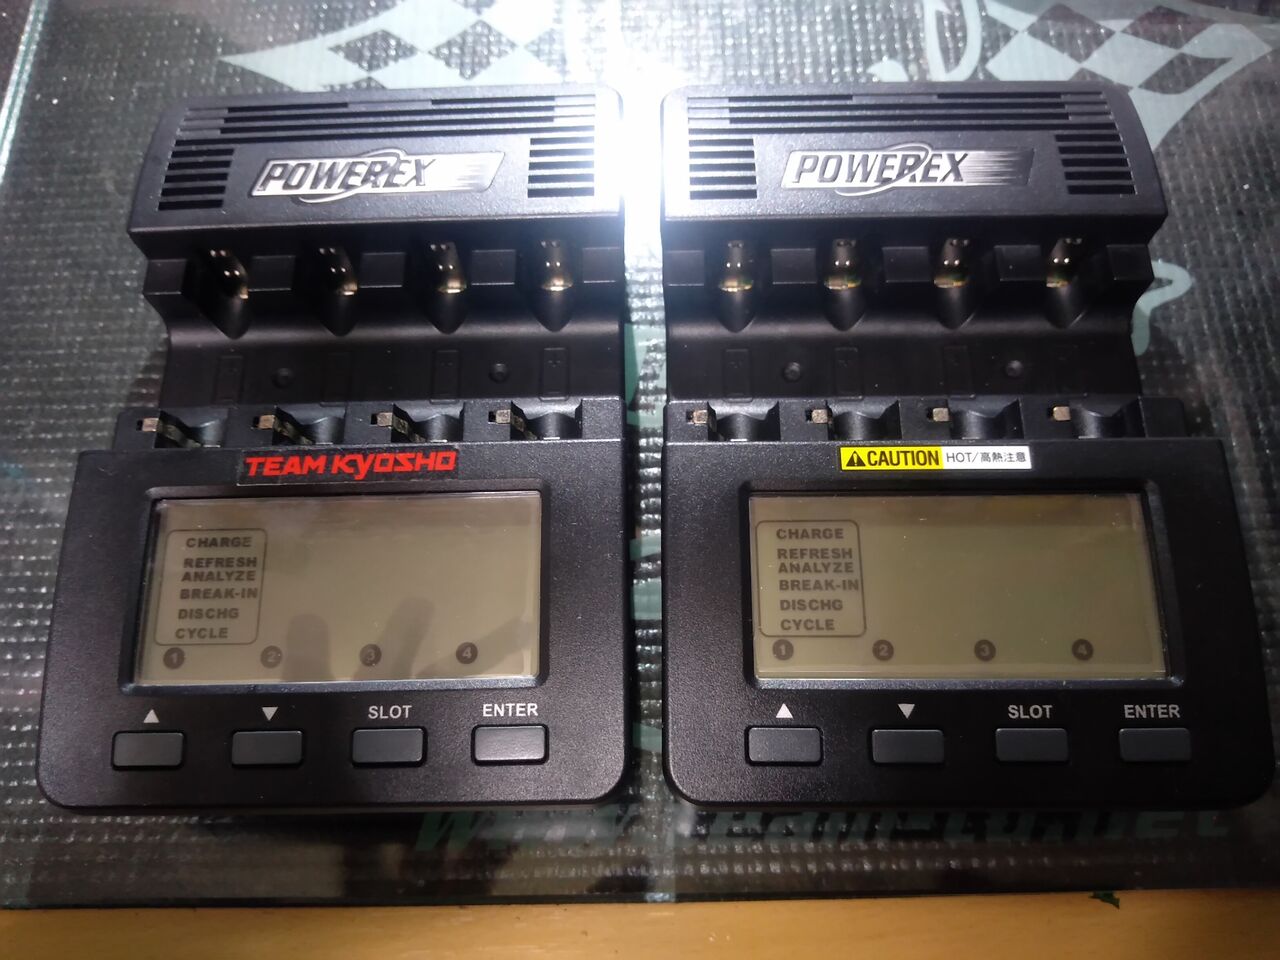 POWEREX
TEAM KYOSHO
CHARGE
REFRESH
ANALYZE
BREAK-IN
DISCHG
CYCLE
1 2 3 4
▲ ▼ SLOT ENTER
POWEREX
⚠CAUTION HOT/高熱注意
CHARGE
REFRESH
ANALYZE
BREAK-IN
DISCHG
CYCLE
1 2 3 4
▲ ▼ SLOT ENTER